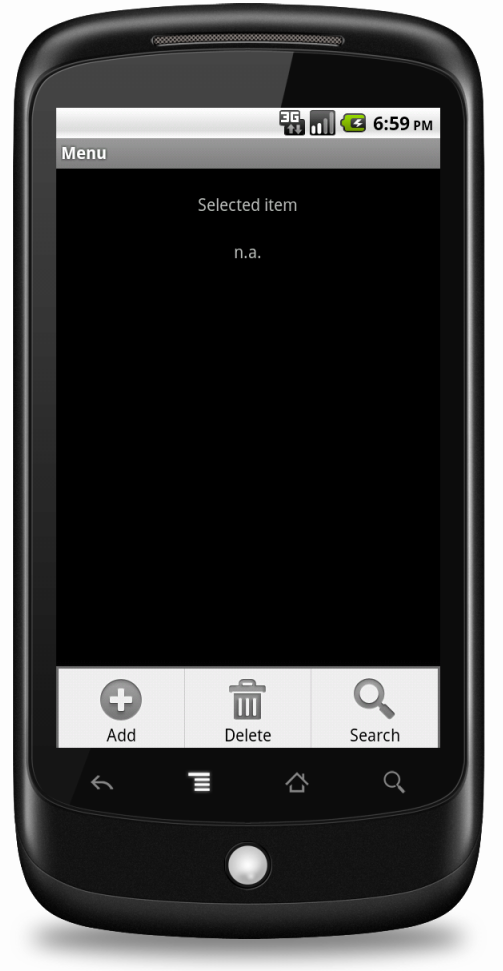 3G 6:59 PM
Menu
Selected item
n.a.
Add Delete Search